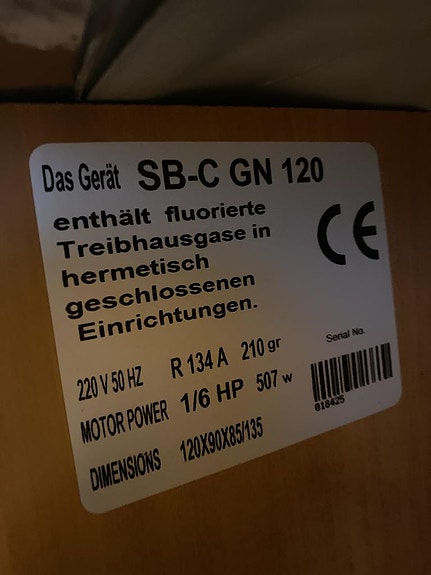 Das Gerät SB-C GN 120
enthält fluorierte
Treibhausgase in
hermetisch
geschlossenen
Einrichtungen.
CE
220 V 50 HZ R 134 A 210 gr
MOTOR POWER 1/6 HP 507 w
DIMENSIONS 120X90X85/135
Serial No.
018425